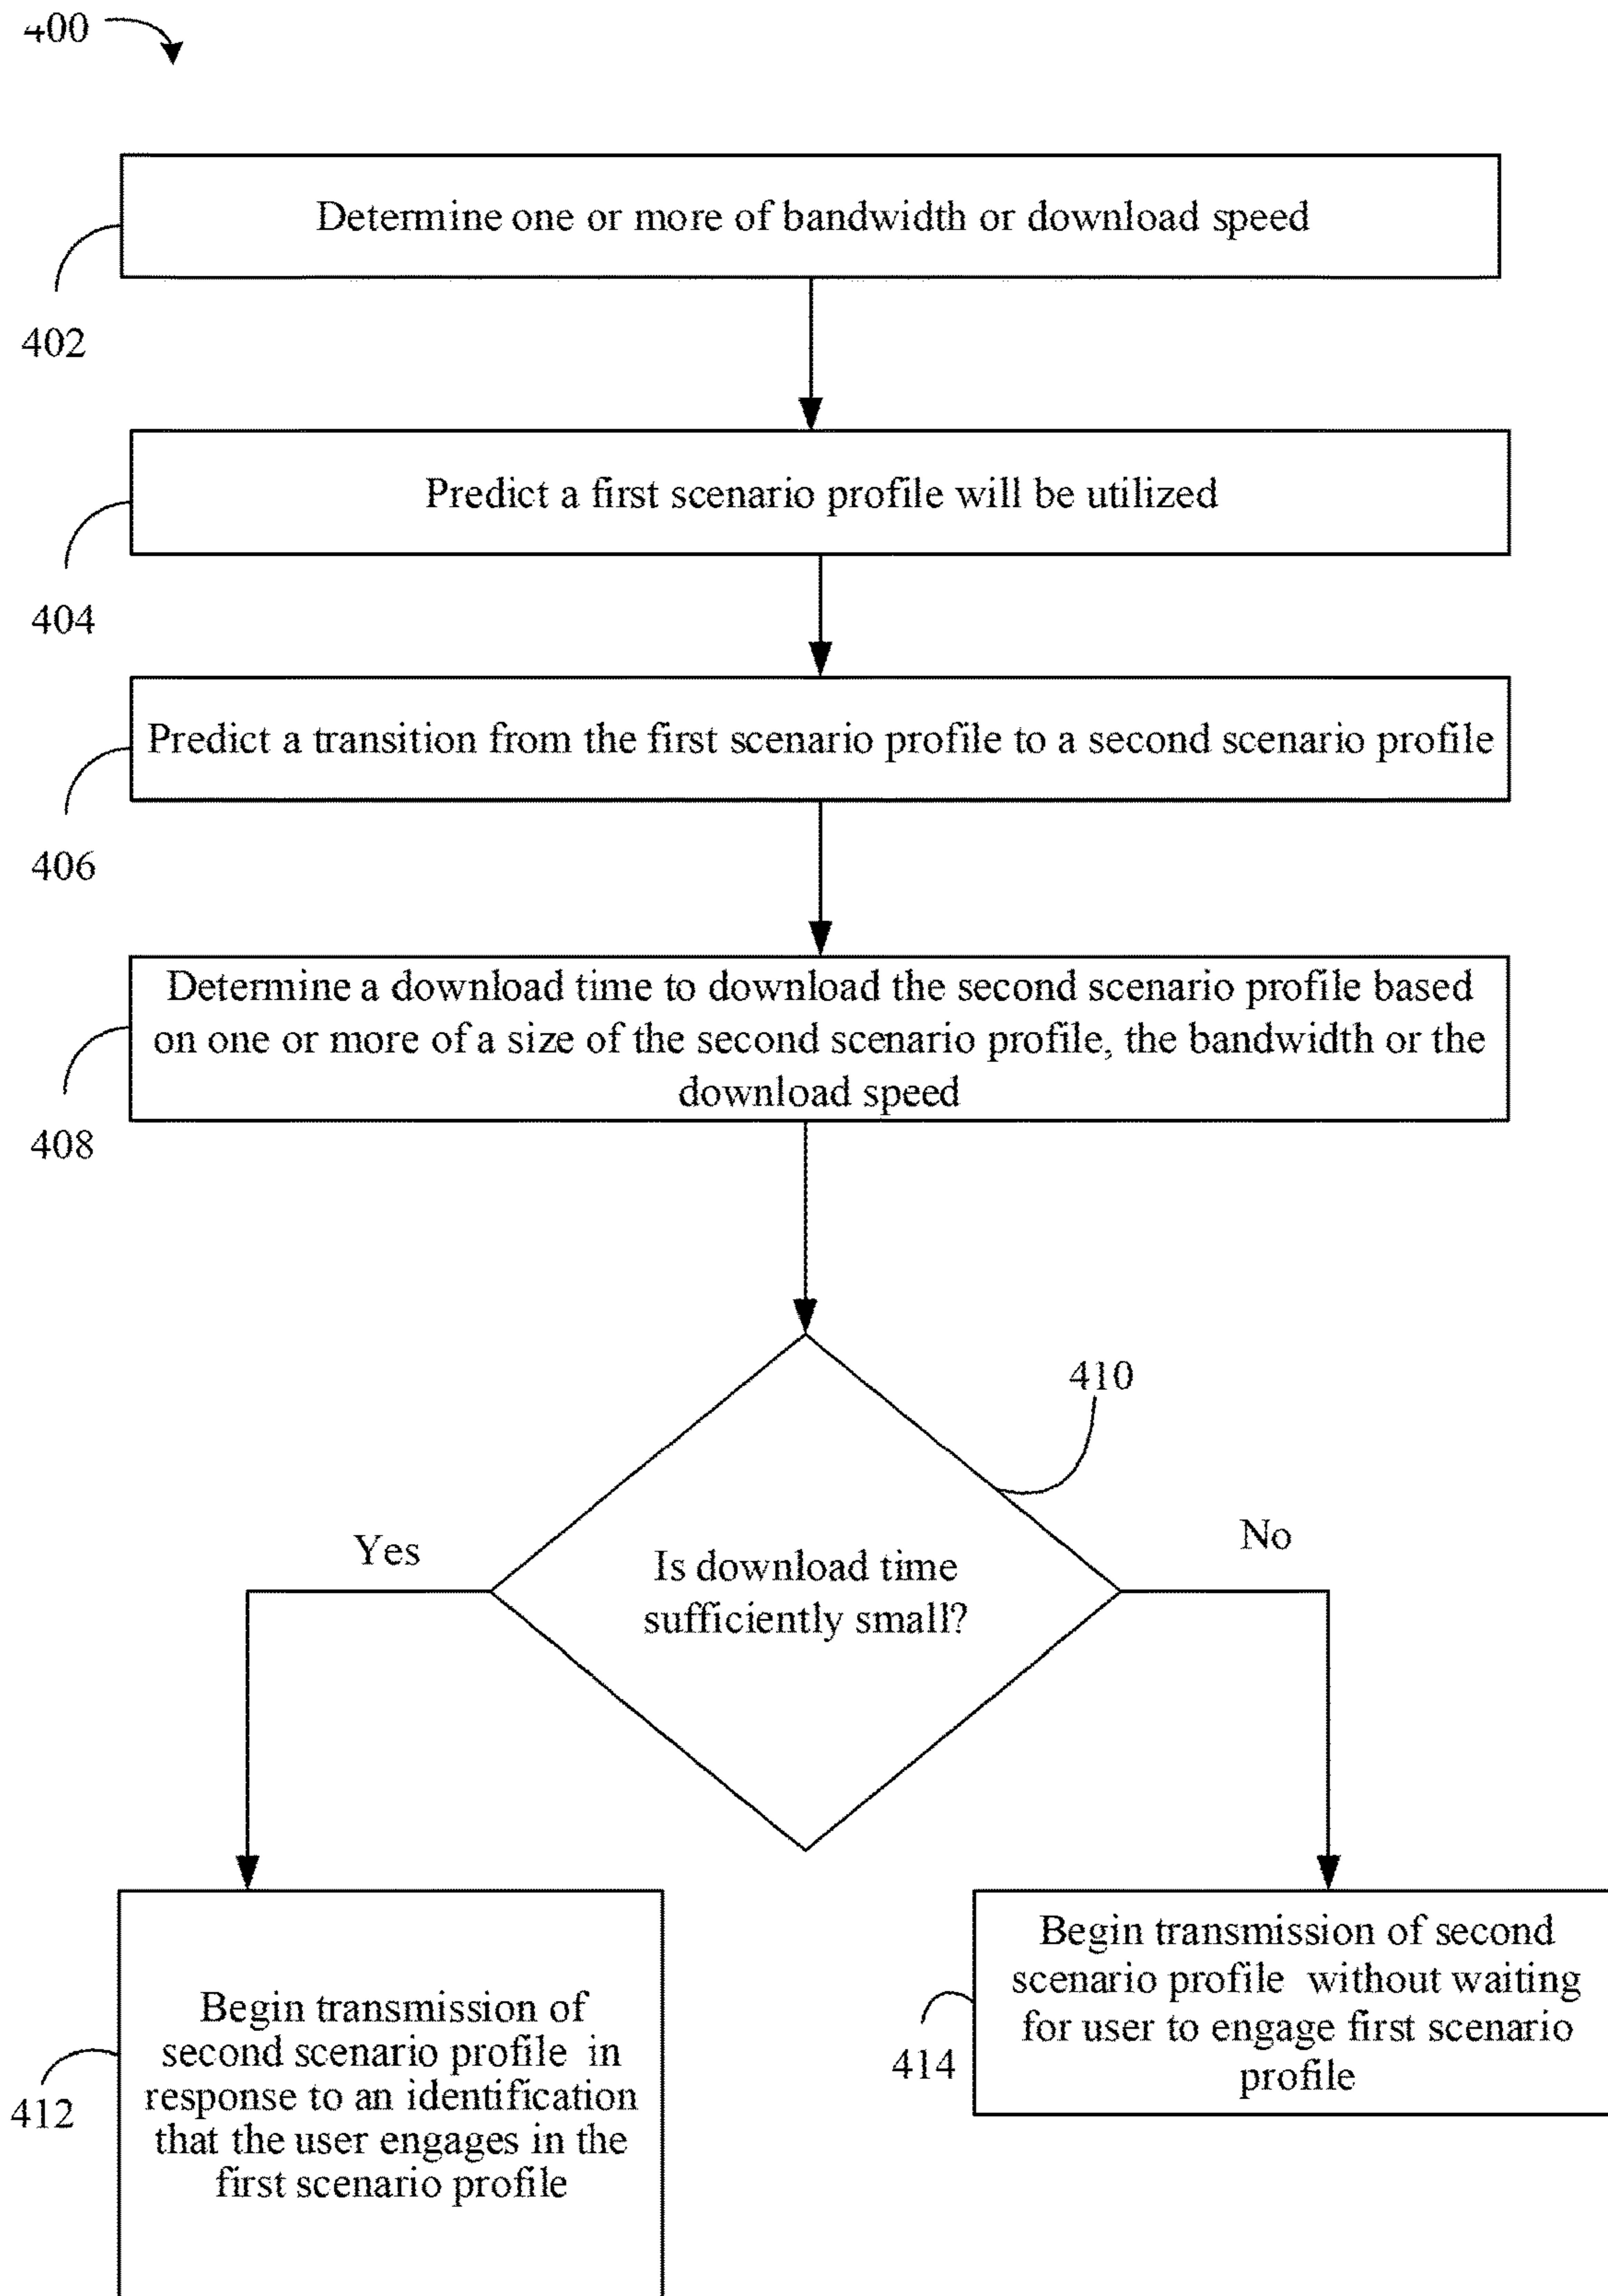 400
Determine one or more of bandwidth or download speed
402
Predict a first scenario profile will be utilized
404
Predict a transition from the first scenario profile to a second scenario profile
406
Determine a download time to download the second scenario profile based
on one or more of a size of the second scenario profile, the bandwidth or the
download speed
408
410
Yes
No
Is download time
sufficiently small?
Begin transmission of
second scenario profile in
response to an identification
that the user engages in the
first scenario profile
412
Begin transmission of second
scenario profile without waiting
for user to engage first scenario
profile
414